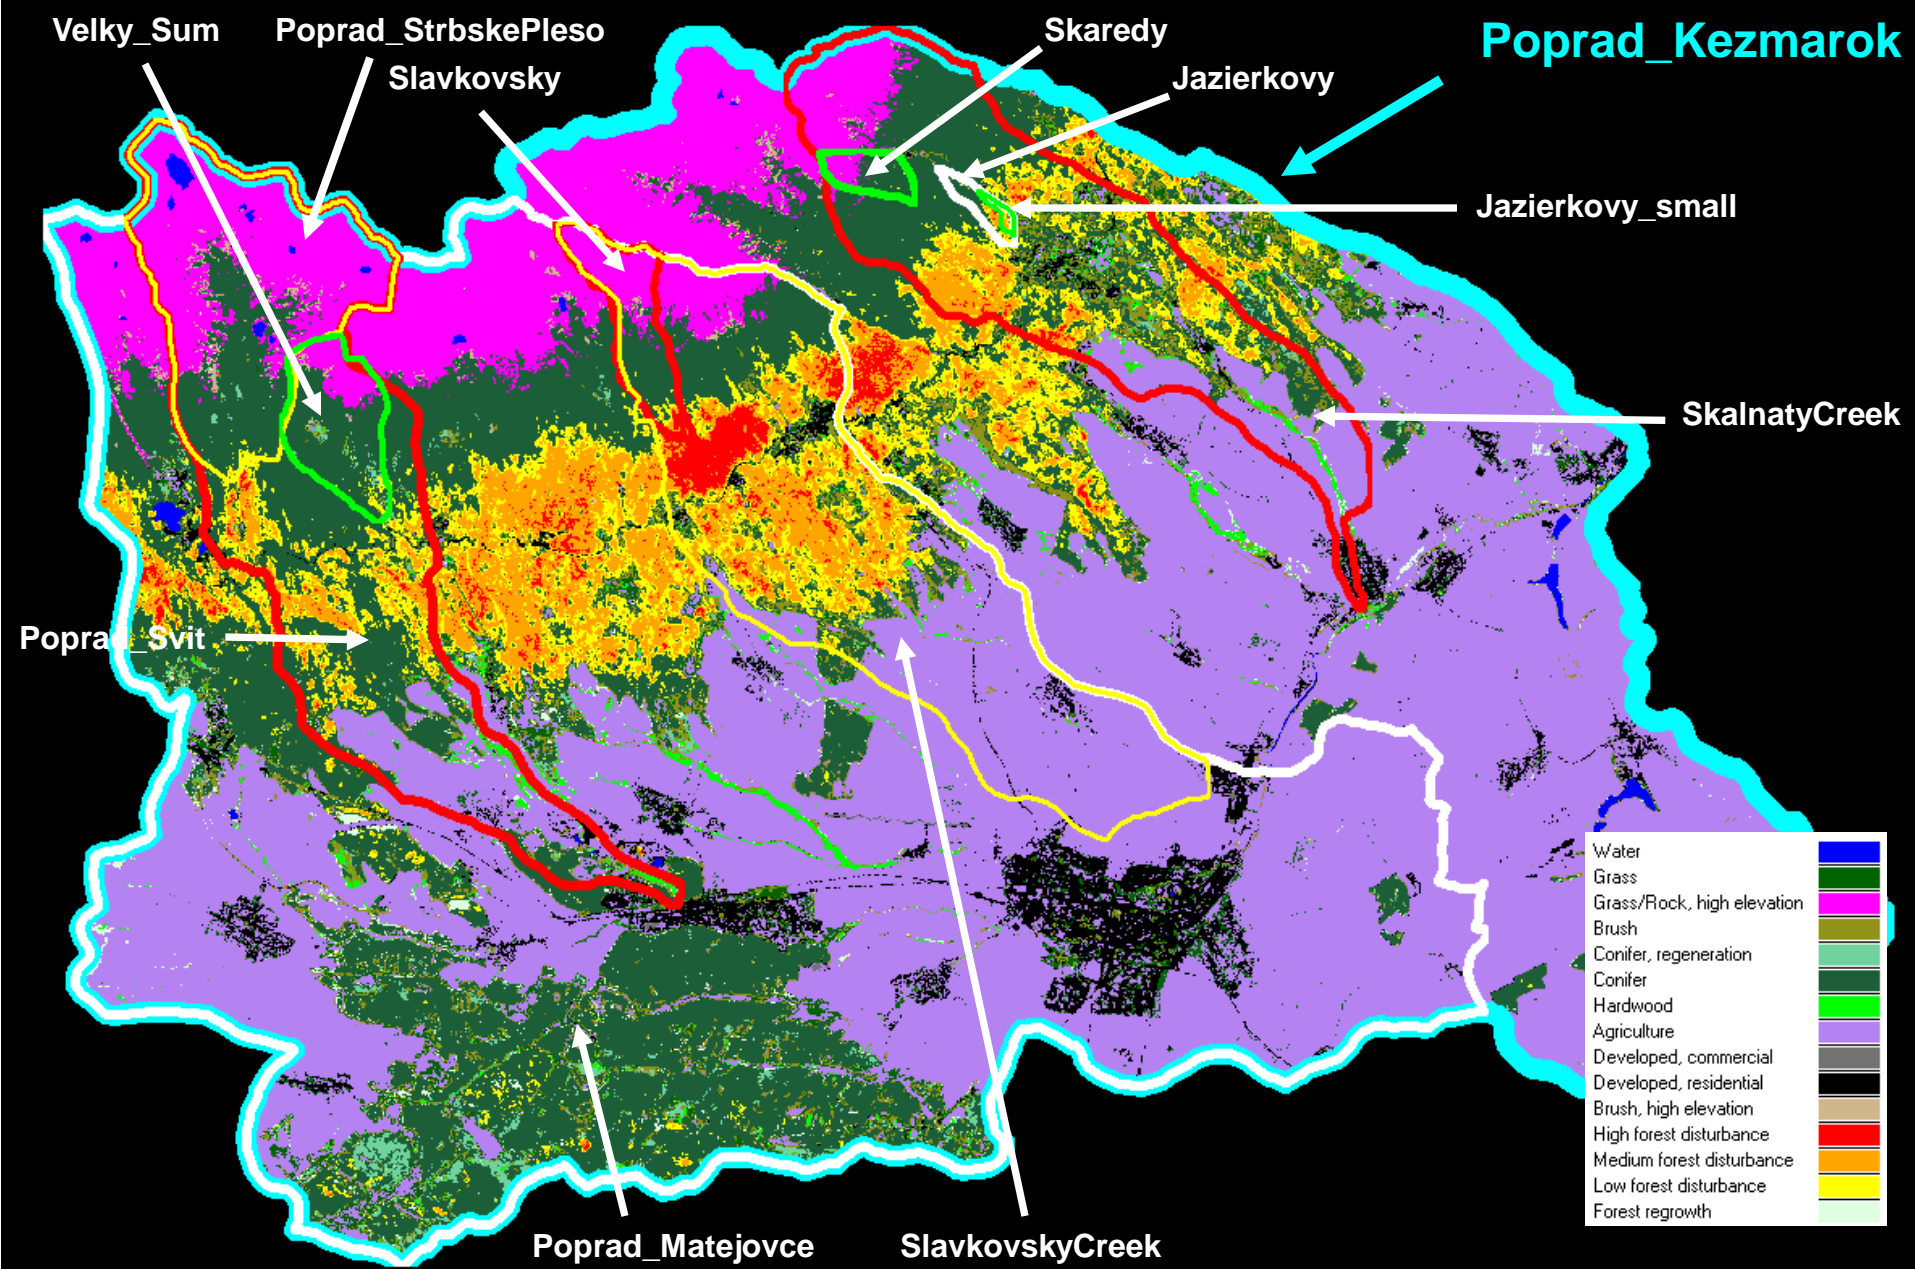 Velky_Sum
Poprad_StrbskePleso
Slavkovsky
Skaredy
Jazierkovy
Poprad_Kezmarok
Jazierkovy_small
SkalnatyCreek
Poprad_Svit
Poprad_Matejovce
SlavkovskyCreek
Water
Grass
Grass/Rock, high elevation
Brush
Conifer, regeneration
Conifer
Hardwood
Agriculture
Developed, commercial
Developed, residential
Brush, high elevation
High forest disturbance
Medium forest disturbance
Low forest disturbance
Forest regrowth